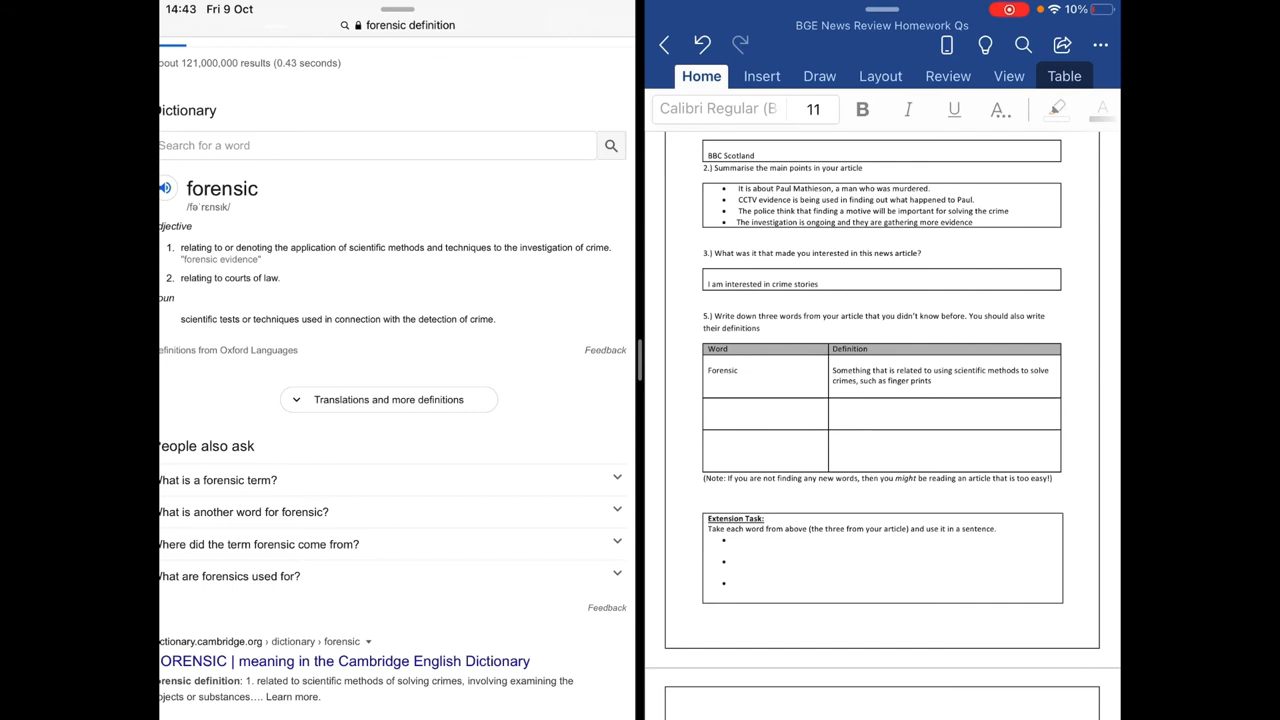 14:43 Fri 9 Oct
forensic definition
bout 121,000,000 results (0.43 seconds)
Dictionary
Search for a word
forensic
/fəˈrɛnsɪk/
djective
1. relating to or denoting the application of scientific methods and techniques to the investigation of crime.
"forensic evidence"
2. relating to courts of law.
oun
scientific tests or techniques used in connection with the detection of crime.
efinitions from Oxford Languages
Feedback
Translations and more definitions
People also ask
What is a forensic term?
What is another word for forensic?
Where did the term forensic come from?
What are forensics used for?
Feedback
ctionary.cambridge.org › dictionary › forensic
ORENSIC | meaning in the Cambridge English Dictionary
rensic definition: 1. related to scientific methods of solving crimes, involving examining the
bjects or substances.... Learn more.
10%
BGE News Review Homework Qs
Home Insert Draw Layout Review View Table
Calibri Regular (B 11 B I U A.. A
BBC Scotland
2.) Summarise the main points in your article
• It is about Paul Mathieson, a man who was murdered.
• CCTV evidence is being used in finding out what happened to Paul.
• The police think that finding a motive will be important for solving the crime
• The investigation is ongoing and they are gathering more evidence
3.) What was it that made you interested in this news article?
I am interested in crime stories
5.) Write down three words from your article that you didn't know before. You should also write
their definitions
Word Definition
Forensic Something that is related to using scientific methods to solve
crimes, such as finger prints
(Note: If you are not finding any new words, then you might be reading an article that is too easy!)
Extension Task:
Take each word from above (the three from your article) and use it in a sentence.
•
•
•